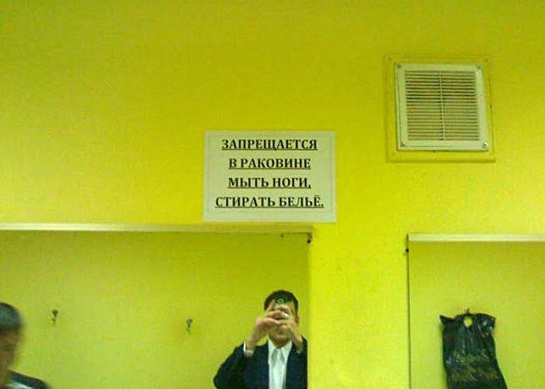 ЗАПРЕЩАЕТСЯ
В РАКОВИНЕ
МЫТЬ НОГИ,
СТИРАТЬ БЕЛЬЁ.